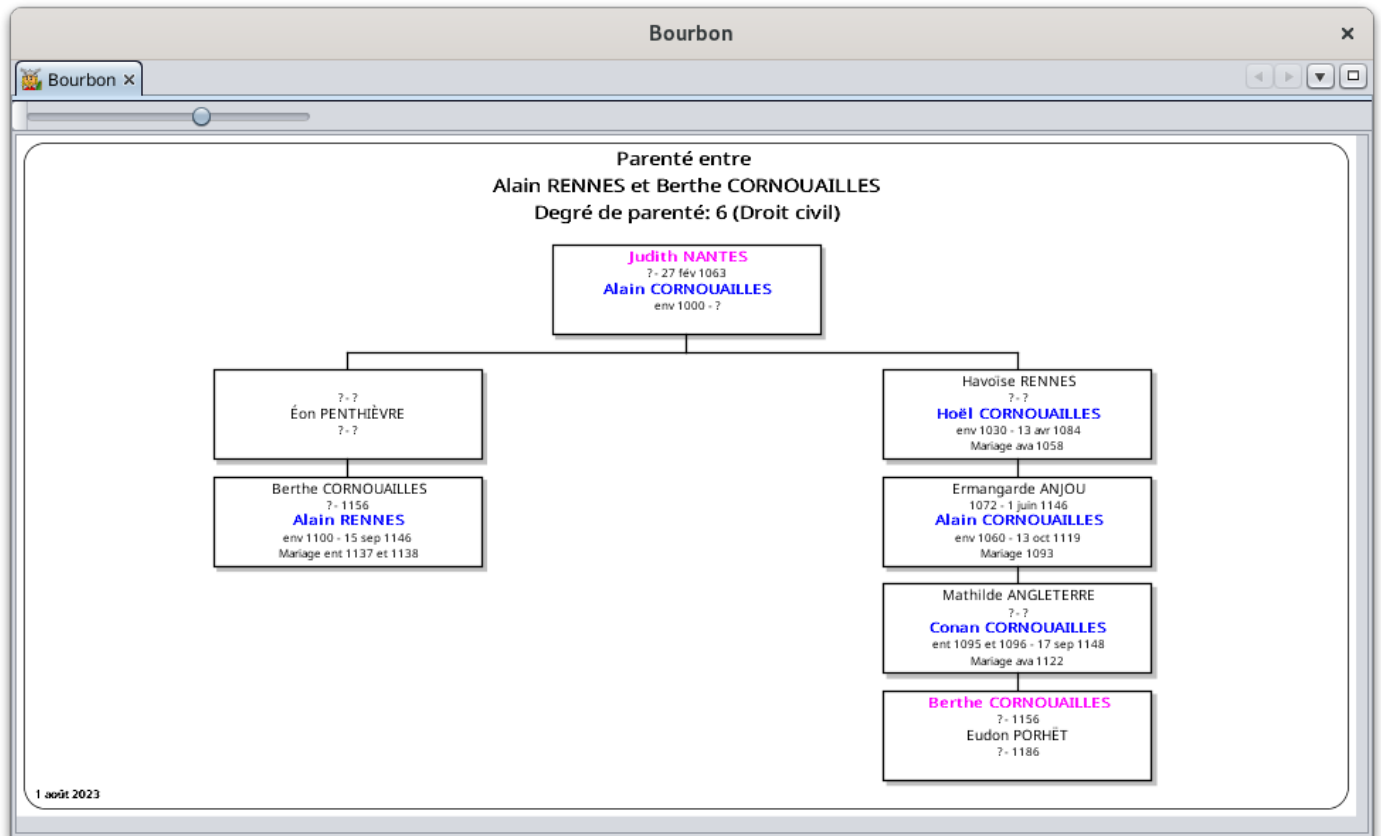 Bourbon
Bourbon
Parenté entre
Alain RENNES et Berthe CORNOUAILLES
Degré de parenté: 6 (Droit civil)
Judith NANTES
? - 27 fév 1063
Alain CORNOUAILLES
env 1000 - ?
? - ?
Éon PENTHIÈVRE
? - ?
Havoïse RENNES
? - ?
Hoël CORNOUAILLES
env 1030 - 13 avr 1084
Mariage ava 1058
Berthe CORNOUAILLES
? - 1156
Alain RENNES
env 1100 - 15 sep 1146
Mariage ent 1137 et 1138
Ermangarde ANJOU
1072 - 1 juin 1146
Alain CORNOUAILLES
env 1060 - 13 oct 1119
Mariage 1093
Mathilde ANGLETERRE
? - ?
Conan CORNOUAILLES
ent 1095 et 1096 - 17 sep 1148
Mariage ava 1122
Berthe CORNOUAILLES
? - 1156
Eudon PORHËT
? - 1186
1 août 2023